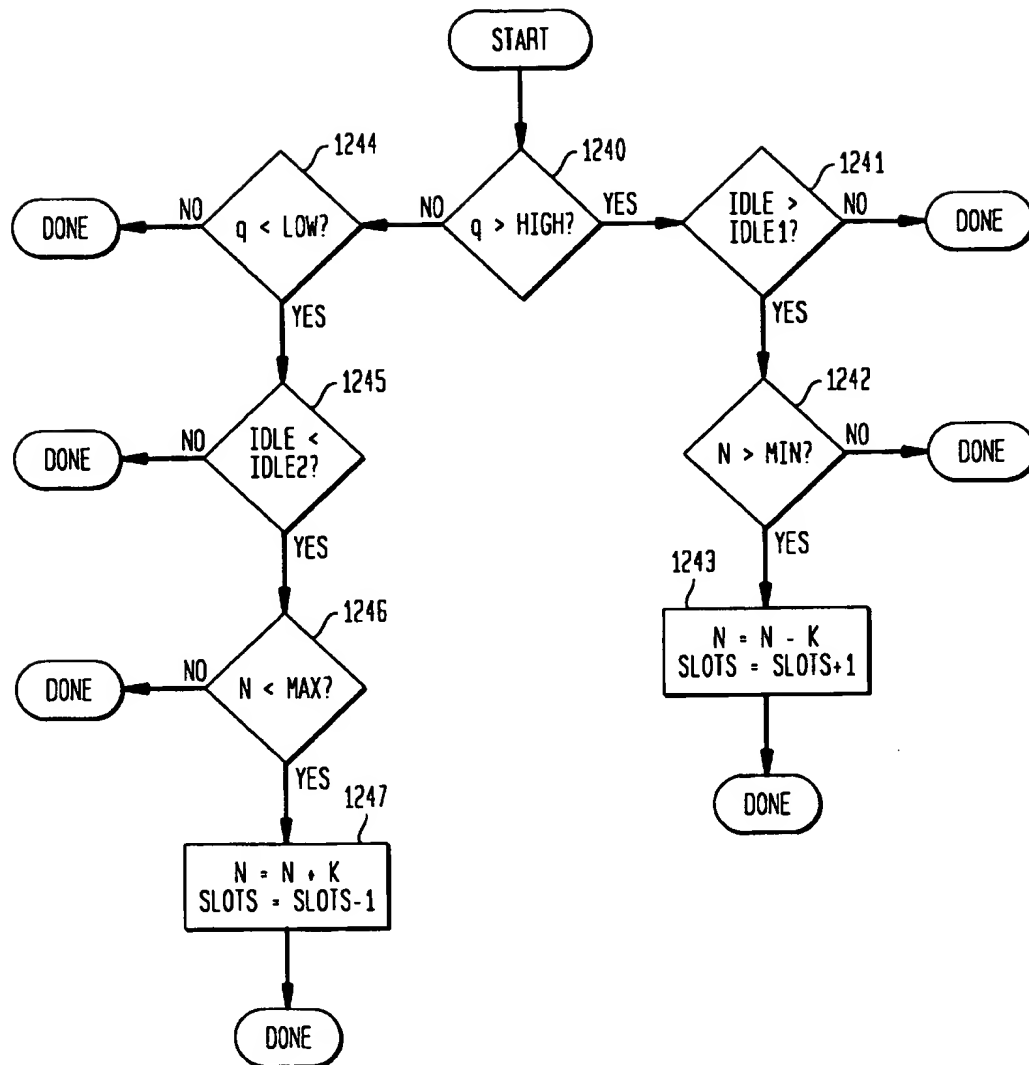 START
1244
1240
1241
DONE
NO
q < LOW?
NO
q > HIGH?
YES
IDLE >
IDLE1?
NO
DONE
YES
YES
1245
1242
DONE
NO
IDLE <
IDLE2?
N > MIN?
NO
DONE
YES
YES
1243
1246
N = N - K
SLOTS = SLOTS+1
DONE
NO
N < MAX?
YES
1247
DONE
N = N + K
SLOTS = SLOTS-1
DONE